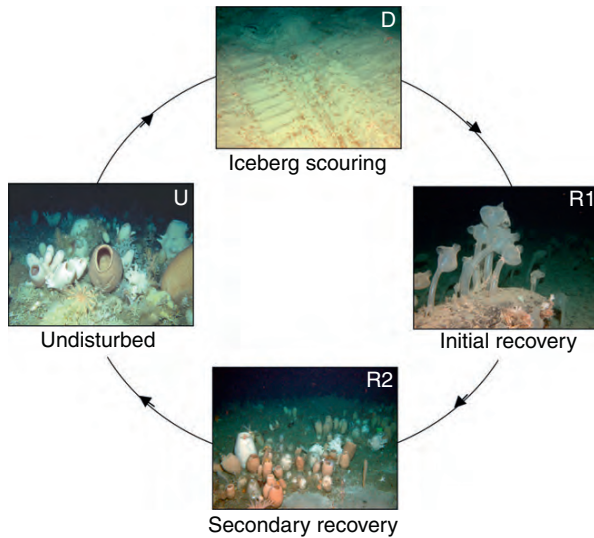 D
Iceberg scouring
R1
Initial recovery
R2
Secondary recovery
U
Undisturbed